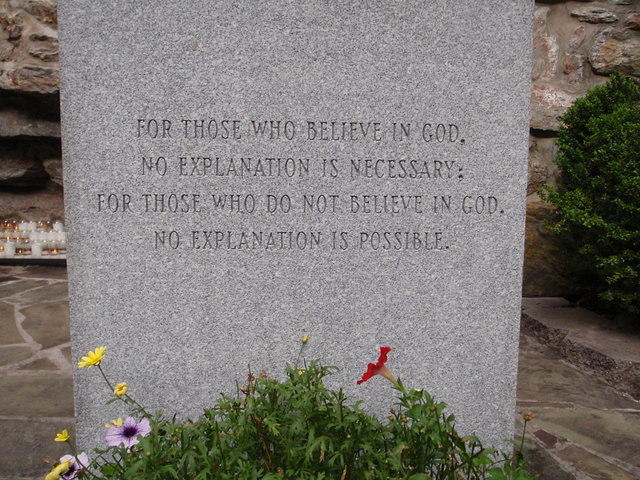 FOR THOSE WHO BELIEVE IN GOD,
NO EXPLANATION IS NECESSARY;
FOR THOSE WHO DO NOT BELIEVE IN GOD,
NO EXPLANATION IS POSSIBLE.